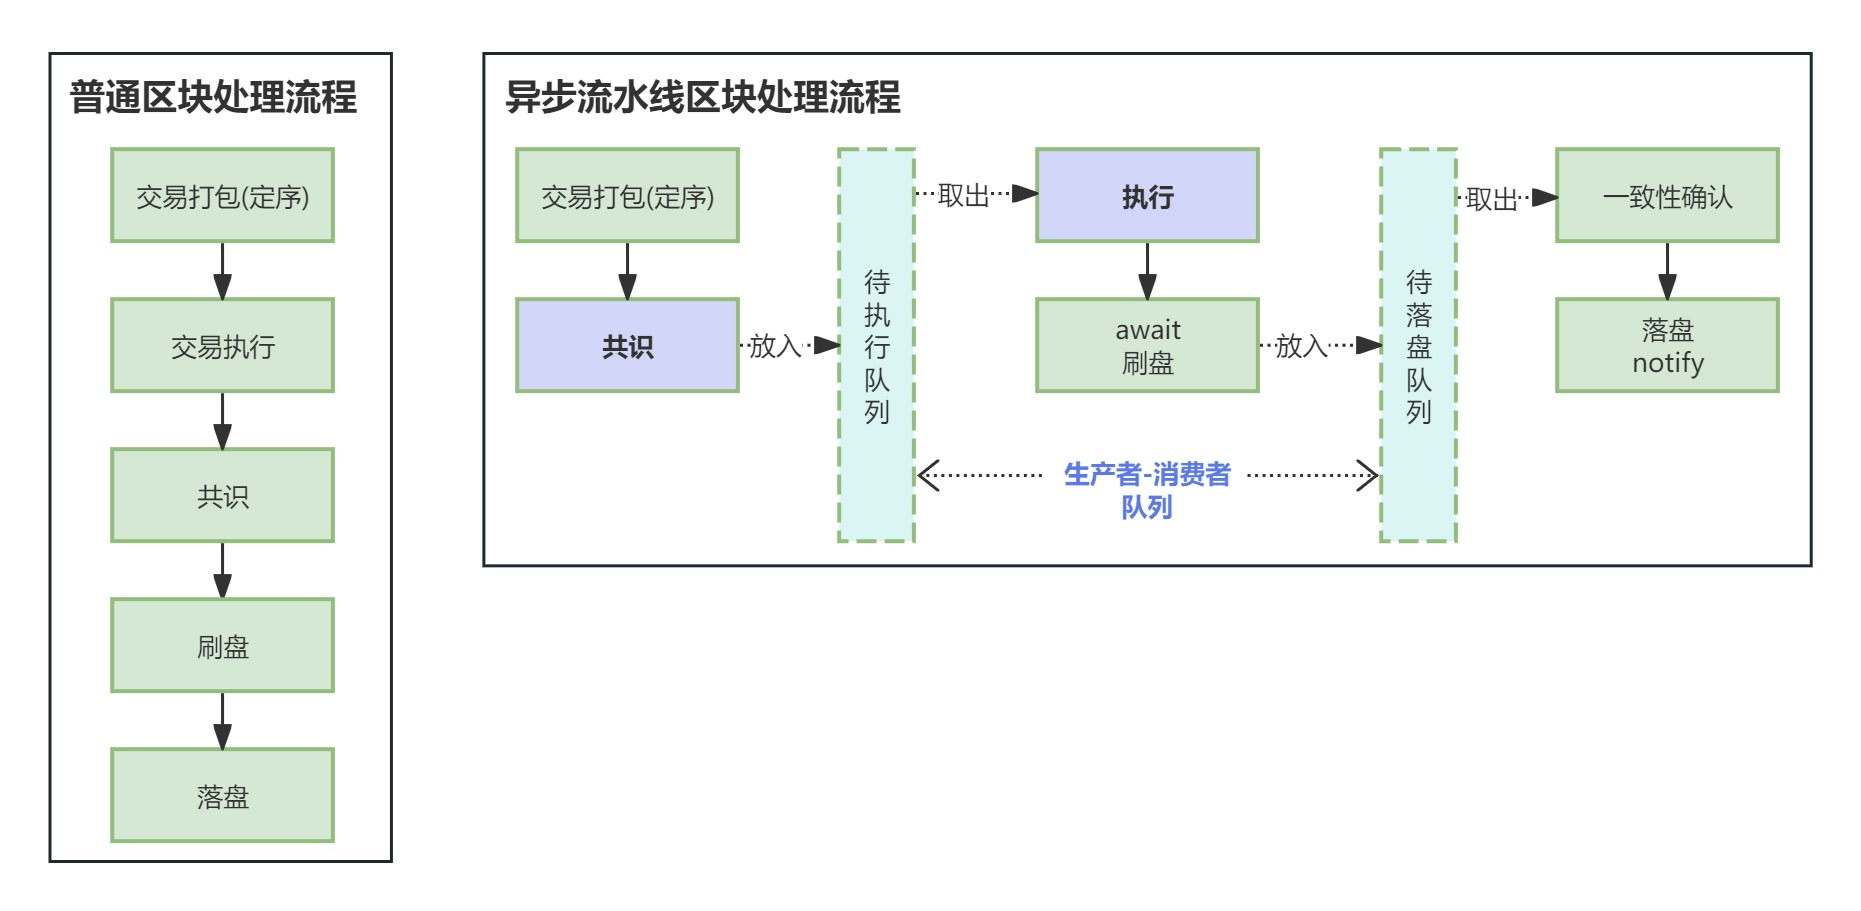 普通区块处理流程
交易打包(定序)
交易执行
共识
刷盘
落盘
异步流水线区块处理流程
交易打包(定序)
共识
放入
待
执
行
队
列
取出
执行
await
刷盘
放入
生产者-消费者
队列
待
落
盘
队
列
取出
一致性确认
落盘
notify